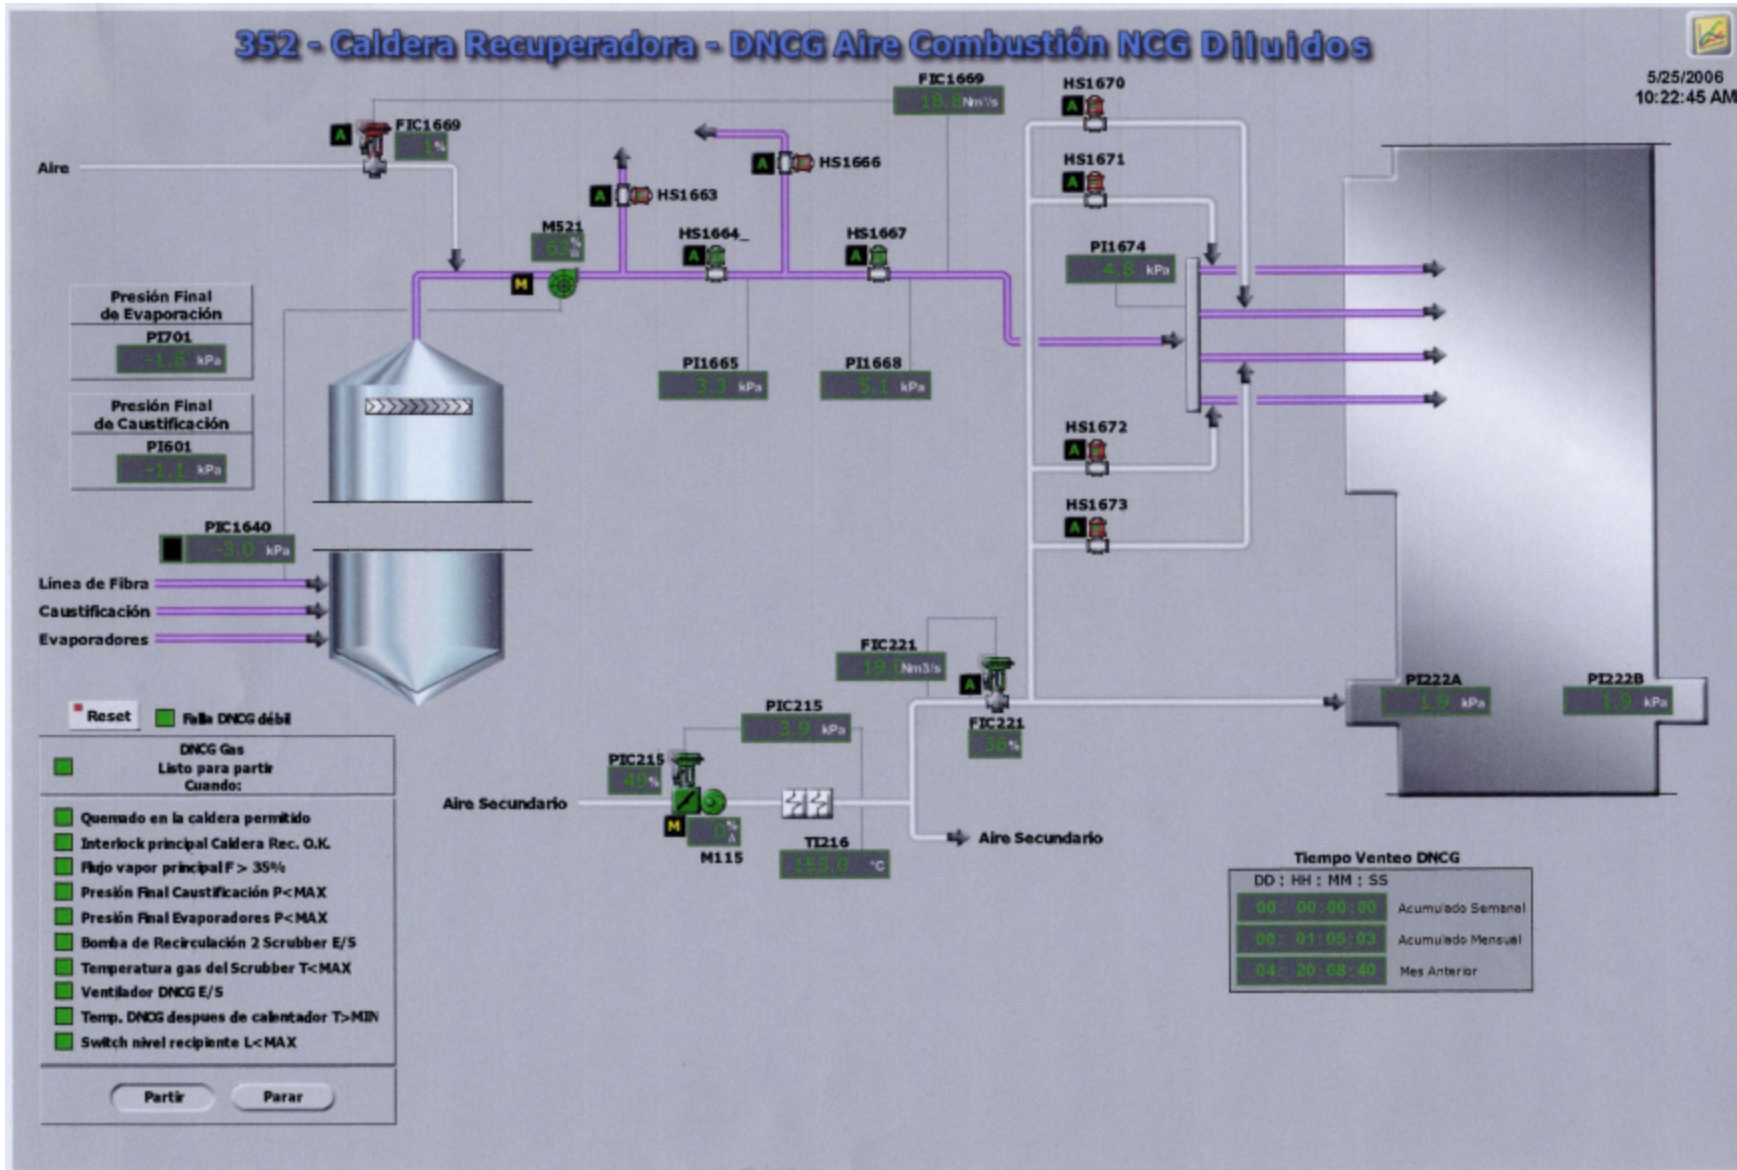 352 - Caldera Recuperadora - DNCG Aire Combustión NCG Diluidos
5/25/2006
10:22:45 AM
FIC1669
18.8 Nm³/s
HS1670
A
A
FIC1669
1 %
Aire
HS1666
A
HS1671
A
HS1663
A
M521
63 %
HS1664_
A
HS1667
A
PI1674
4.8 kPa
M
Presión Final
de Evaporación
PI701
-1.6 kPa
PI1665
3.3 kPa
PI1668
5.1 kPa
Presión Final
de Caustificación
PI601
-1.1 kPa
HS1672
A
HS1673
A
PIC1640
-3.0 kPa
Línea de Fibra
Caustificación
Evaporadores
FIC221
Nm3/s
A
FIC221
36 %
PI222A
1.9 kPa
PI222B
1.9 kPa
Reset
Falla DNCG débil
PIC215
3.9 kPa
PIC215
49 %
DNCG Gas
Listo para partir
Cuando:
Aire Secundario
M
0 %
A
M115
TI216
153.0 °C
Aire Secundario
Quemado en la caldera permitido
Interlock principal Caldera Rec. O.K.
Flujo vapor principal F > 35%
Presión Final Caustificación P<MAX
Presión Final Evaporadores P<MAX
Bomba de Recirculación 2 Scrubber E/S
Temperatura gas del Scrubber T<MAX
Ventilador DNCG E/S
Temp. DNCG despues de calentador T>MIN
Switch nivel recipiente L<MAX
Partir
Parar
Tiempo Venteo DNCG
DD : HH : MM : SS
00: 00:00:00 Acumulado Semanal
00: 01:05:03 Acumulado Mensual
04: 20:08:40 Mes Anterior